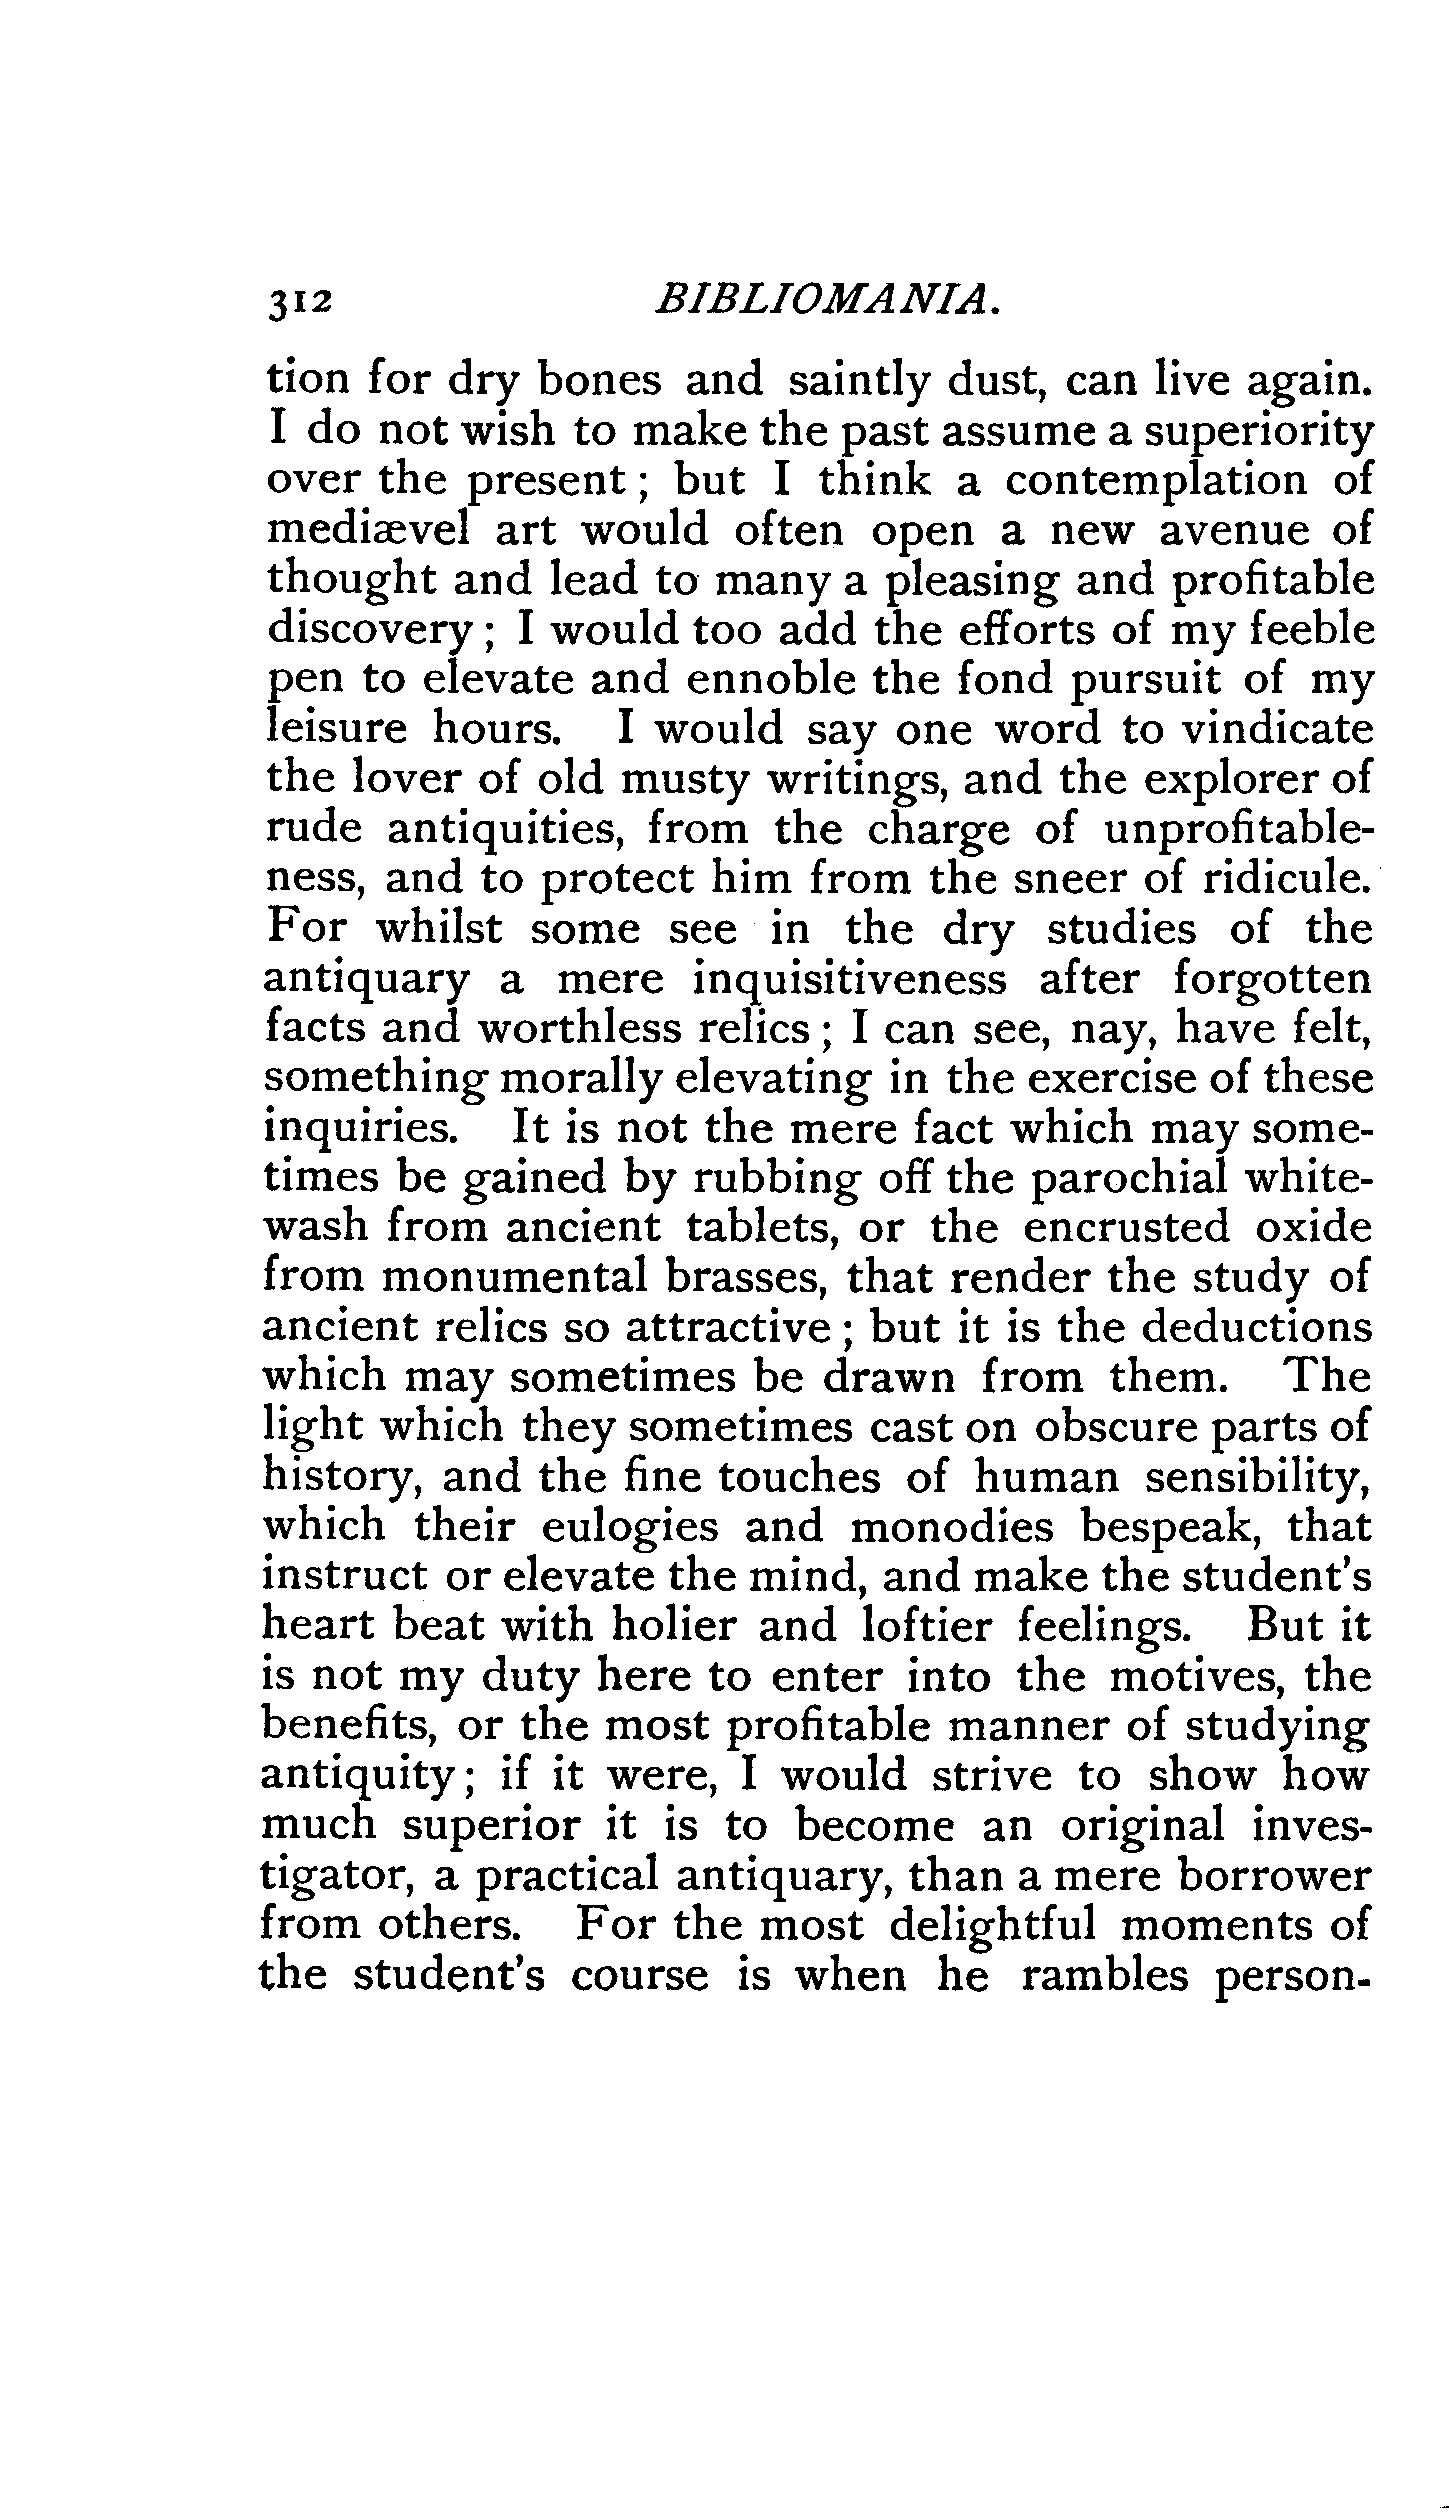 312 BIBLIOMANIA.
tion for dry bones and saintly dust, can live again.
I do not wish to make the past assume a superiority
over the present ; but I think a contemplation of
mediævel art would often open a new avenue of
thought and lead to many a pleasing and profitable
discovery ; I would too add the efforts of my feeble
pen to elevate and ennoble the fond pursuit of my
leisure hours. I would say one word to vindicate
the lover of old musty writings, and the explorer of
rude antiquities, from the charge of unprofitable-
ness, and to protect him from the sneer of ridicule.
For whilst some see in the dry studies of the
antiquary a mere inquisitiveness after forgotten
facts and worthless relics ; I can see, nay, have felt,
something morally elevating in the exercise of these
inquiries. It is not the mere fact which may some-
times be gained by rubbing off the parochial white-
wash from ancient tablets, or the encrusted oxide
from monumental brasses, that render the study of
ancient relics so attractive ; but it is the deductions
which may sometimes be drawn from them. The
light which they sometimes cast on obscure parts of
history, and the fine touches of human sensibility,
which their eulogies and monodies bespeak, that
instruct or elevate the mind, and make the student's
heart beat with holier and loftier feelings. But it
is not my duty here to enter into the motives, the
benefits, or the most profitable manner of studying
antiquity ; if it were, I would strive to show how
much superior it is to become an original inves-
tigator, a practical antiquary, than a mere borrower
from others. For the most delightful moments of
the student's course is when he rambles person-